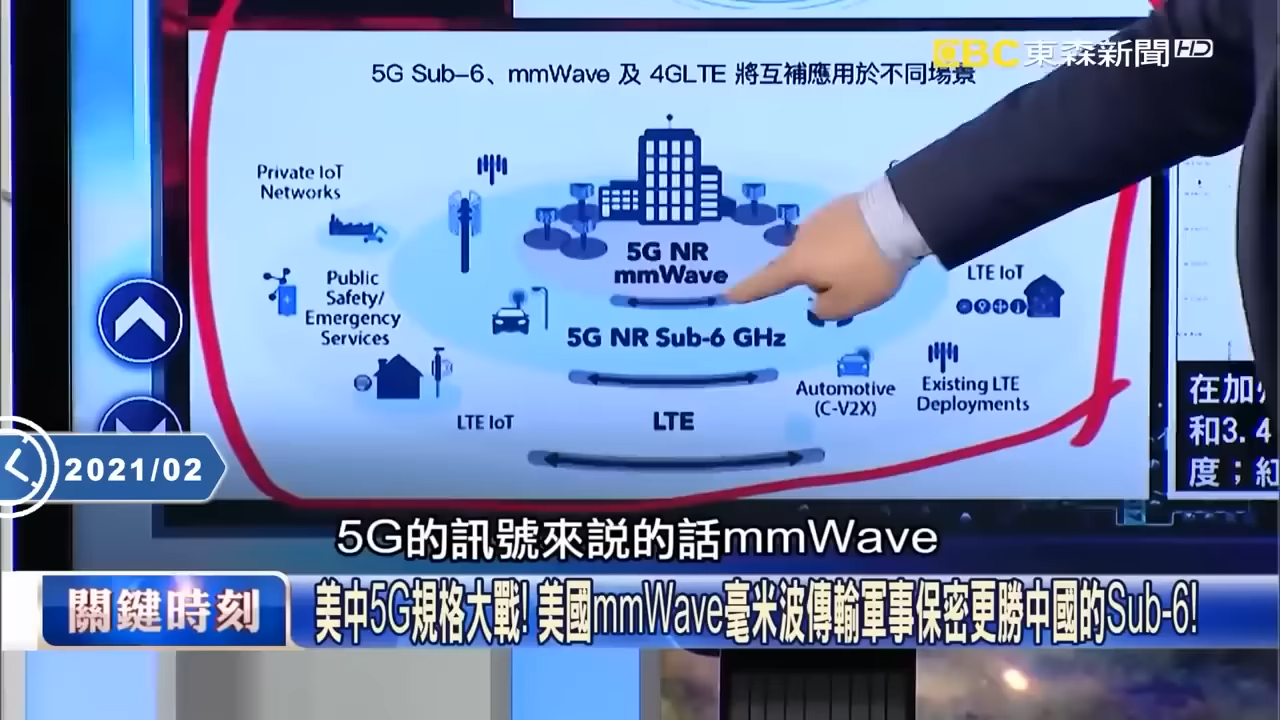 EBC 東森新聞 HD
5G Sub-6、mmWave 及 4GLTE 將互補應用於不同場景
Private IoT
Networks
5G NR
mmWave
Public
Safety/
Emergency
Services
LTE IoT
5G NR Sub-6 GHz
Automotive
(C-V2X)
Existing LTE
Deployments
LTE IoT
LTE
在加
和3.4
度；紅
2021/02
5G的訊號來說的話mmWave
關鍵時刻
美中5G規格大戰! 美國mmWave毫米波傳輸軍事保密更勝中國的Sub-6!